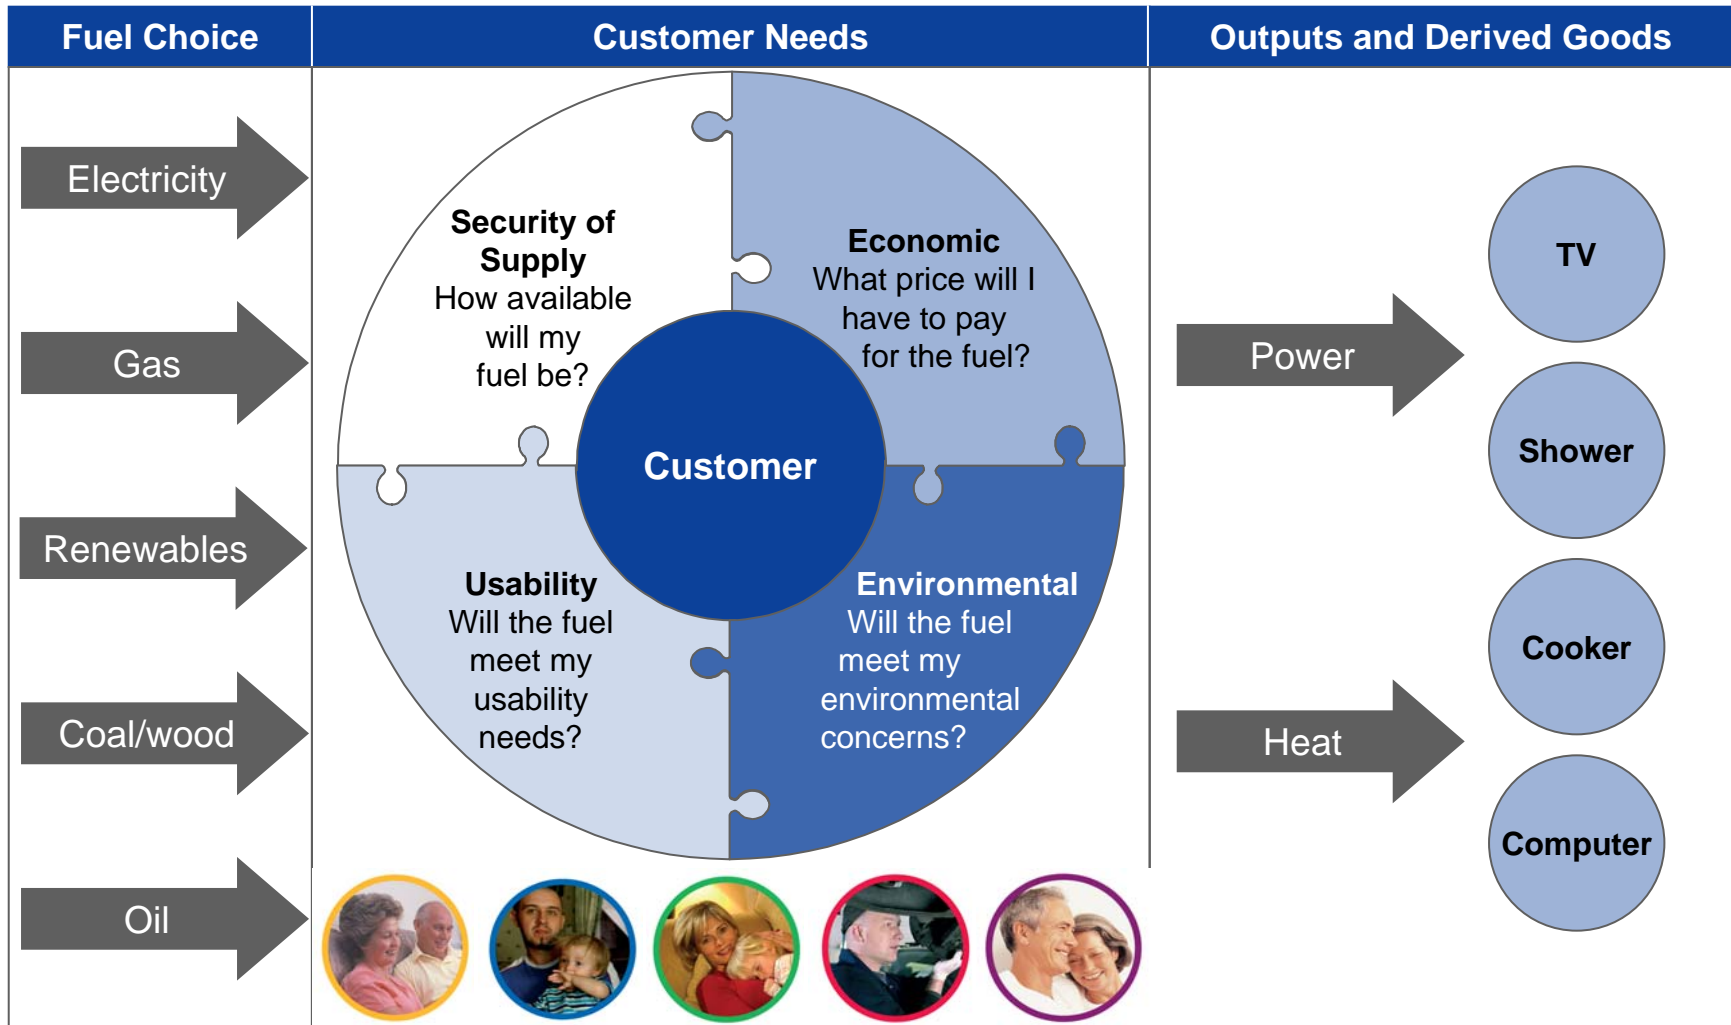 Fuel Choice
Customer Needs
Outputs and Derived Goods
Electricity
Gas
Renewables
Coal/wood
Oil
Security of
Supply
How available
will my
fuel be?
Economic
What price will I
have to pay
for the fuel?
Customer
Usability
Will the fuel
meet my
usability
needs?
Environmental
Will the fuel
meet my
environmental
concerns?
Power
Heat
TV
Shower
Cooker
Computer